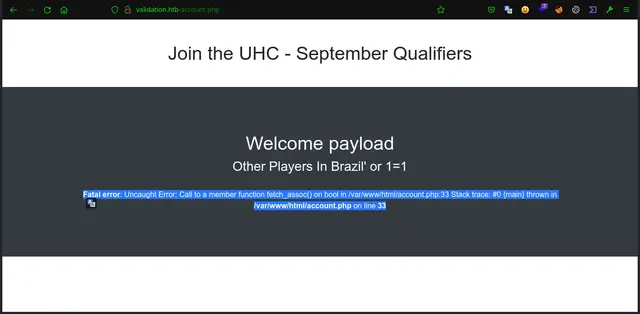 validation.htb/account.php
Join the UHC - September Qualifiers
Welcome payload
Other Players In Brazil' or 1=1
Fatal error: Uncaught Error: Call to a member function fetch_assoc() on bool in /var/www/html/account.php:33 Stack trace: #0 {main} thrown in
/var/www/html/account.php on line 33